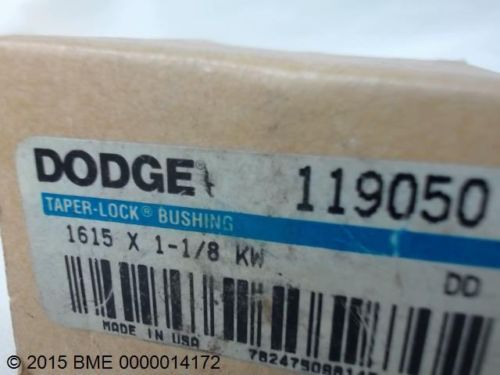 DODGE® 119050
TAPER-LOCK® BUSHING
1615 X 1-1/8 KW
DD
MADE IN USA
© 2015 BME 0000014172